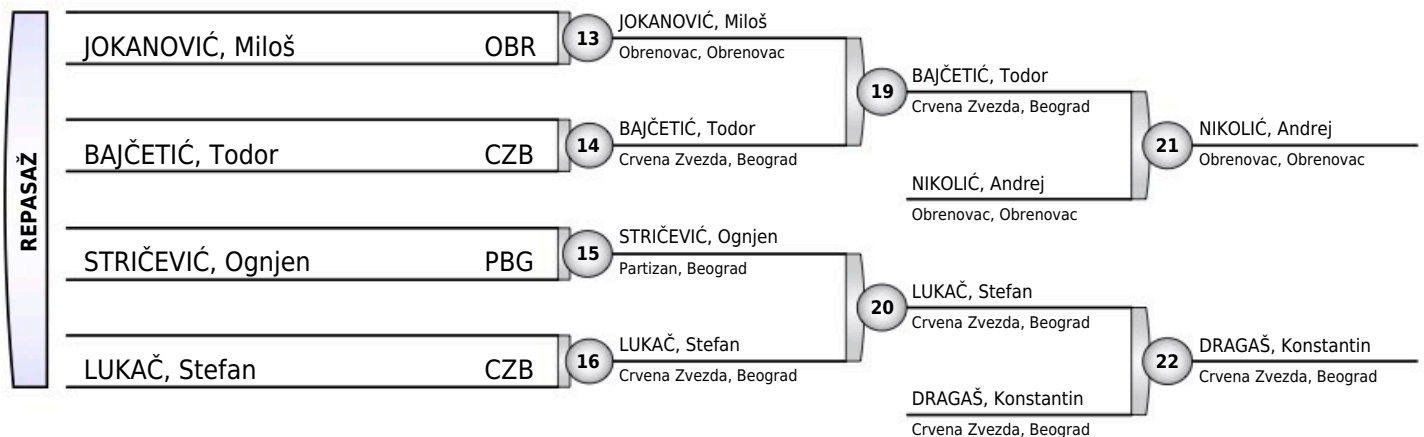 REPASAŽ
JOKANOVIĆ, Miloš OBR
BAJČETIĆ, Todor CZB
STRIČEVIĆ, Ognjen PBG
LUKAČ, Stefan CZB
13
JOKANOVIĆ, Miloš
Obrenovac, Obrenovac
14
BAJČETIĆ, Todor
Crvena Zvezda, Beograd
15
STRIČEVIĆ, Ognjen
Partizan, Beograd
16
LUKAČ, Stefan
Crvena Zvezda, Beograd
19
BAJČETIĆ, Todor
Crvena Zvezda, Beograd
NIKOLIĆ, Andrej
Obrenovac, Obrenovac
20
LUKAČ, Stefan
Crvena Zvezda, Beograd
DRAGAŠ, Konstantin
Crvena Zvezda, Beograd
21
NIKOLIĆ, Andrej
Obrenovac, Obrenovac
22
DRAGAŠ, Konstantin
Crvena Zvezda, Beograd